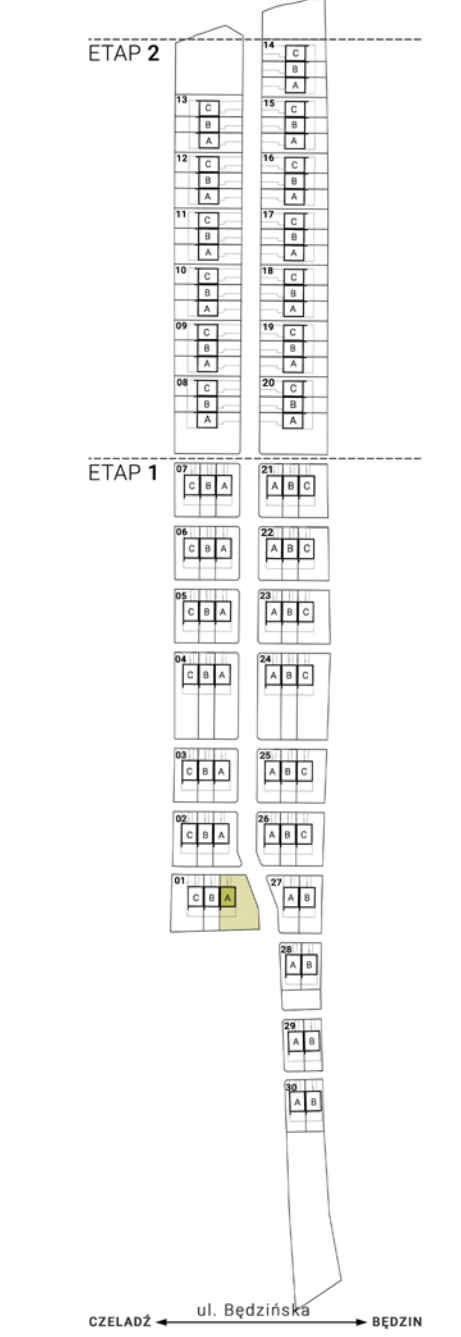 ETAP 2
14
C
B
A
13
C
B
A
15
C
B
A
12
C
B
A
16
C
B
A
11
C
B
A
17
C
B
A
10
C
B
A
18
C
B
A
09
C
B
A
19
C
B
A
08
C
B
A
20
C
B
A
ETAP 1
07
C B A
21
A B C
06
C B A
22
A B C
05
C B A
23
A B C
04
C B A
24
A B C
03
C B A
25
A B C
02
C B A
26
A B C
01
C B A
27
A B
28
A B
29
A B
30
A B
ul. Będzińska
CZELADŹ BĘDZIN